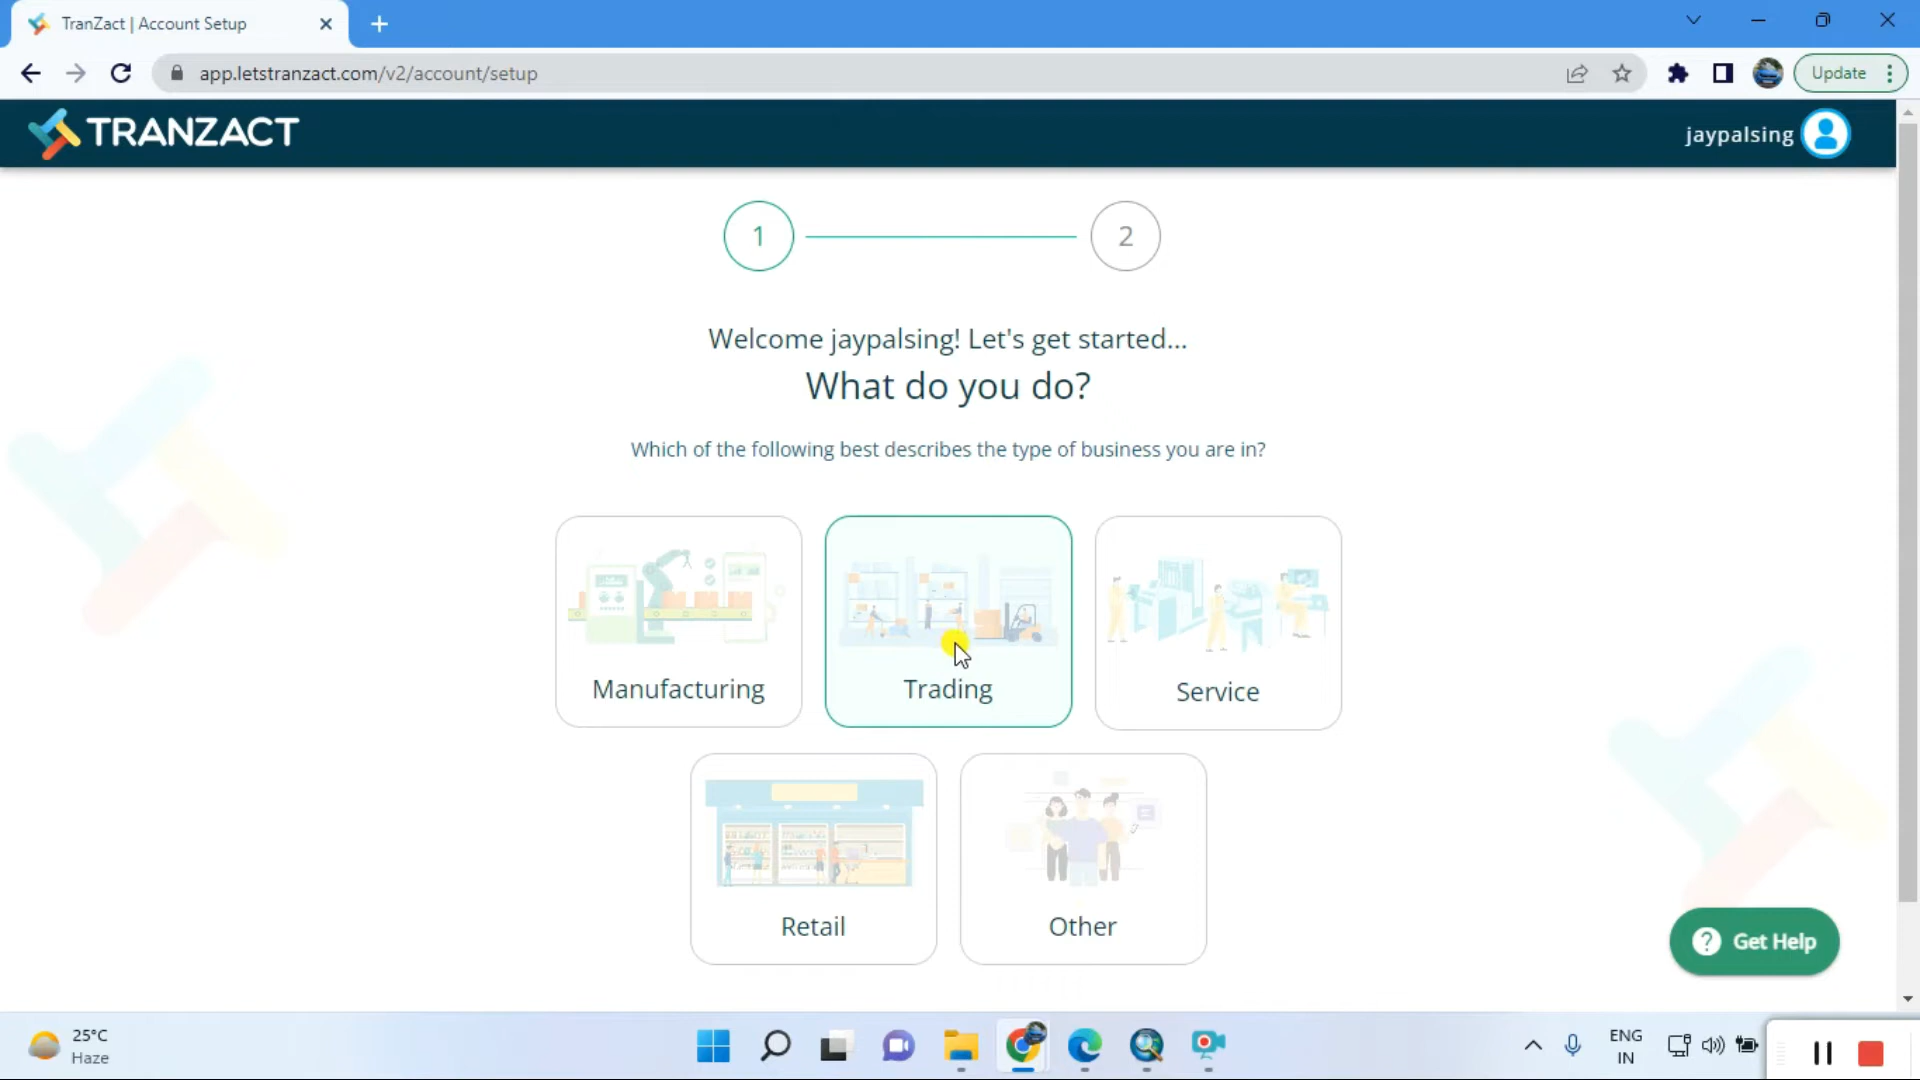 TranZact | Account Setup
app.letstranzact.com/v2/account/setup
Update
TRANZACT
jaypalsing
1
2
Welcome jaypalsing! Let's get started...
What do you do?
Which of the following best describes the type of business you are in?
Manufacturing
Trading
Service
Retail
Other
? Get Help
25°C
Haze
ENG
IN